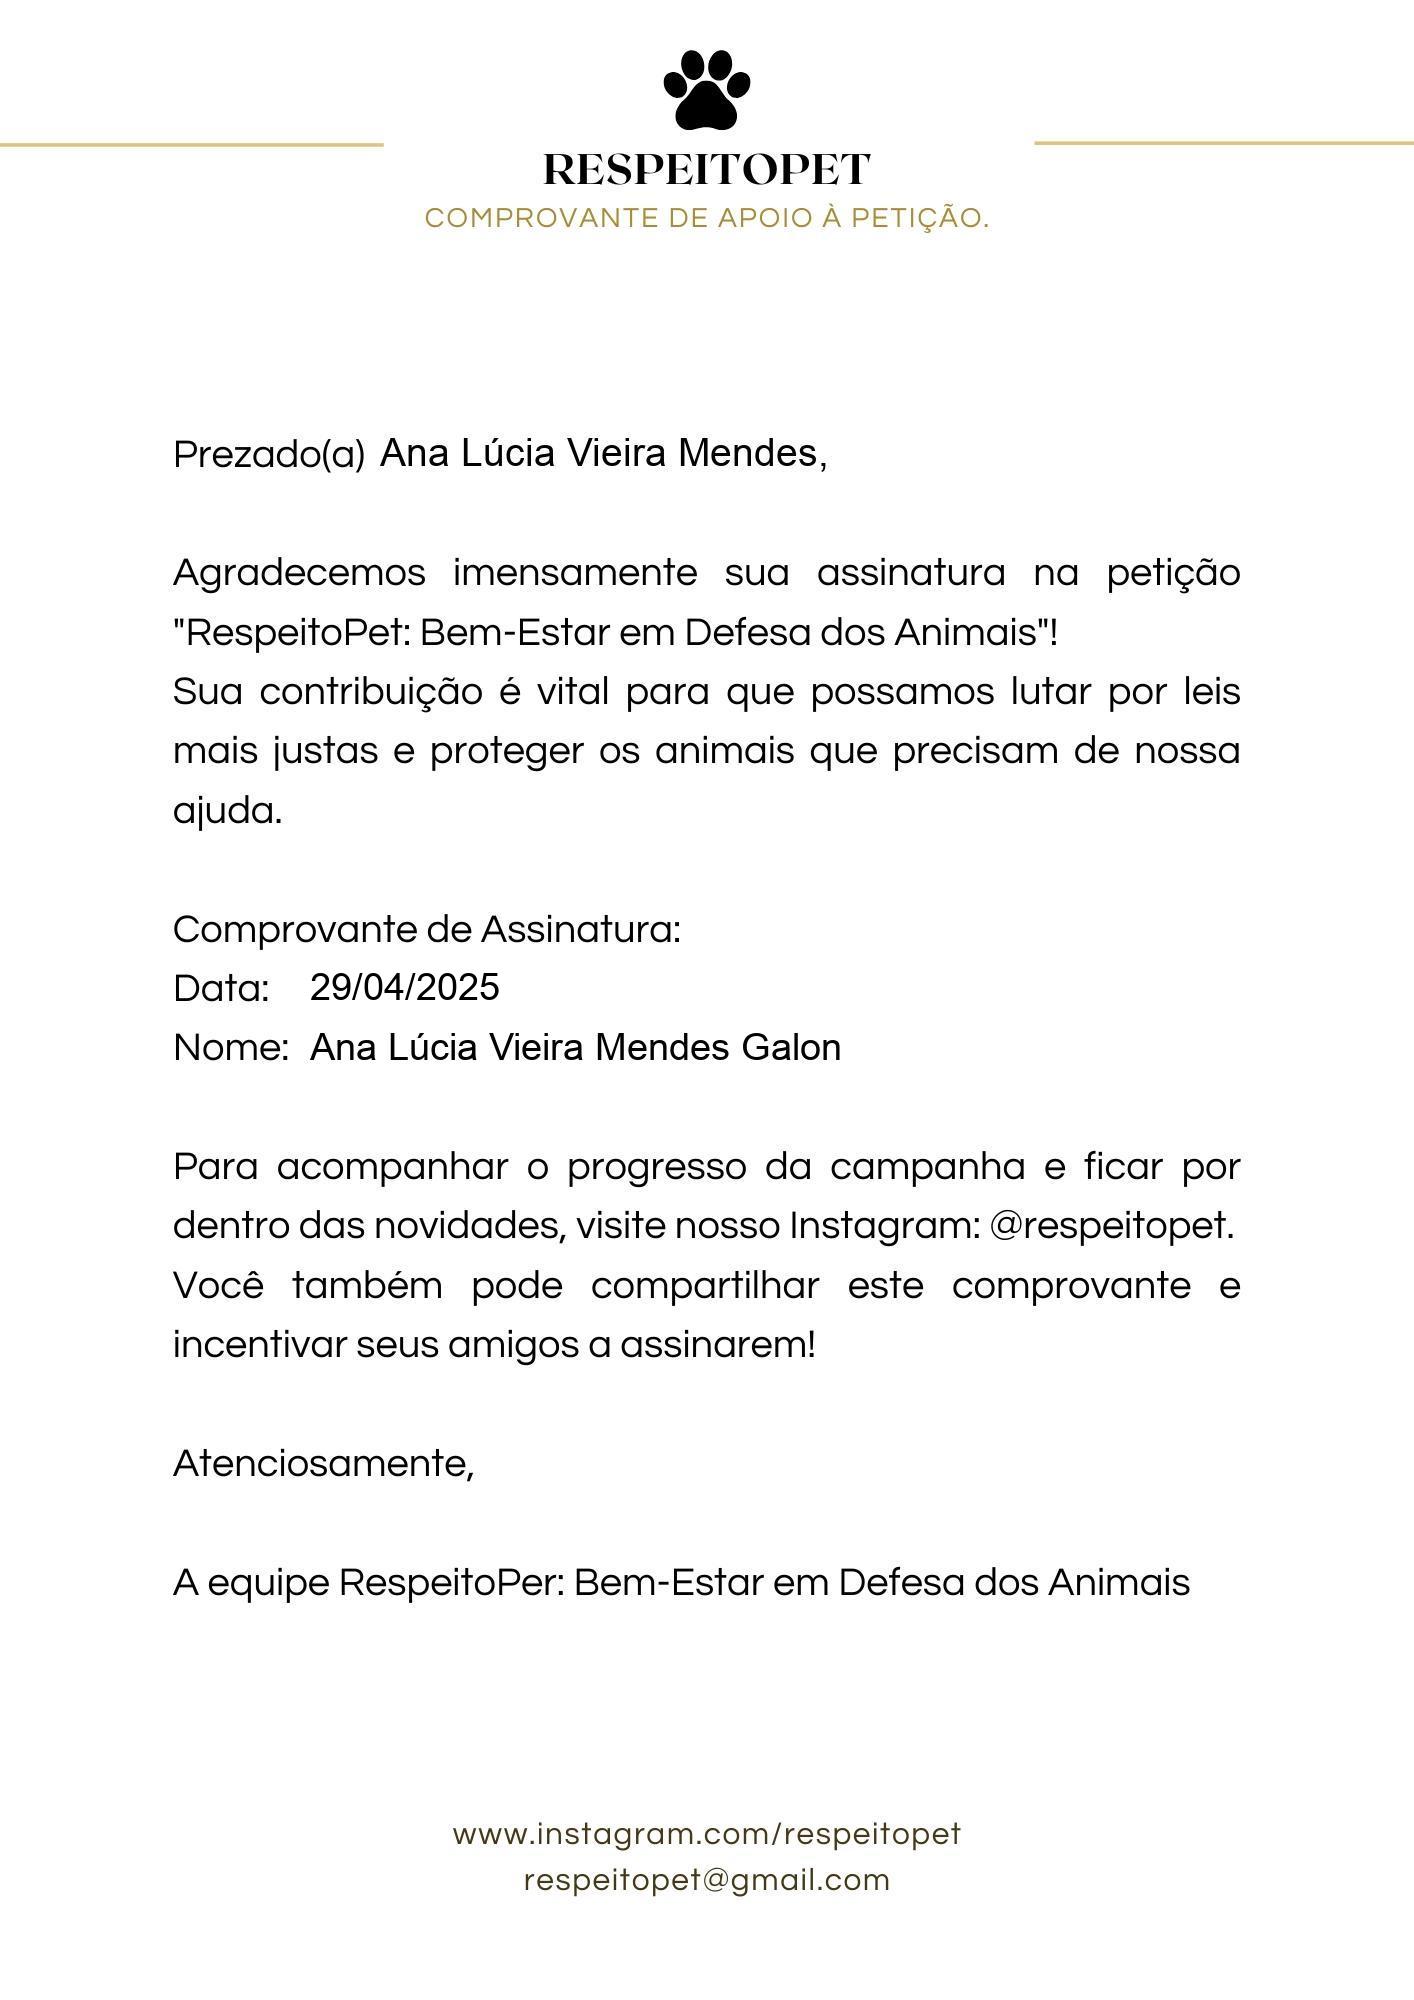 RESPEITOPET
COMPROVANTE DE APOIO À PETIÇÃO.
Prezado(a) Ana Lúcia Vieira Mendes,
Agradecemos imensamente sua assinatura na petição
"RespeitoPet: Bem-Estar em Defesa dos Animais"!
Sua contribuição é vital para que possamos lutar por leis
mais justas e proteger os animais que precisam de nossa
ajuda.
Comprovante de Assinatura:
Data: 29/04/2025
Nome: Ana Lúcia Vieira Mendes Galon
Para acompanhar o progresso da campanha e ficar por
dentro das novidades, visite nosso Instagram: @respeitopet.
Você também pode compartilhar este comprovante e
incentivar seus amigos a assinarem!
Atenciosamente,
A equipe RespeitoPer: Bem-Estar em Defesa dos Animais
www.instagram.com/respeitopet
respeitopet@gmail.com